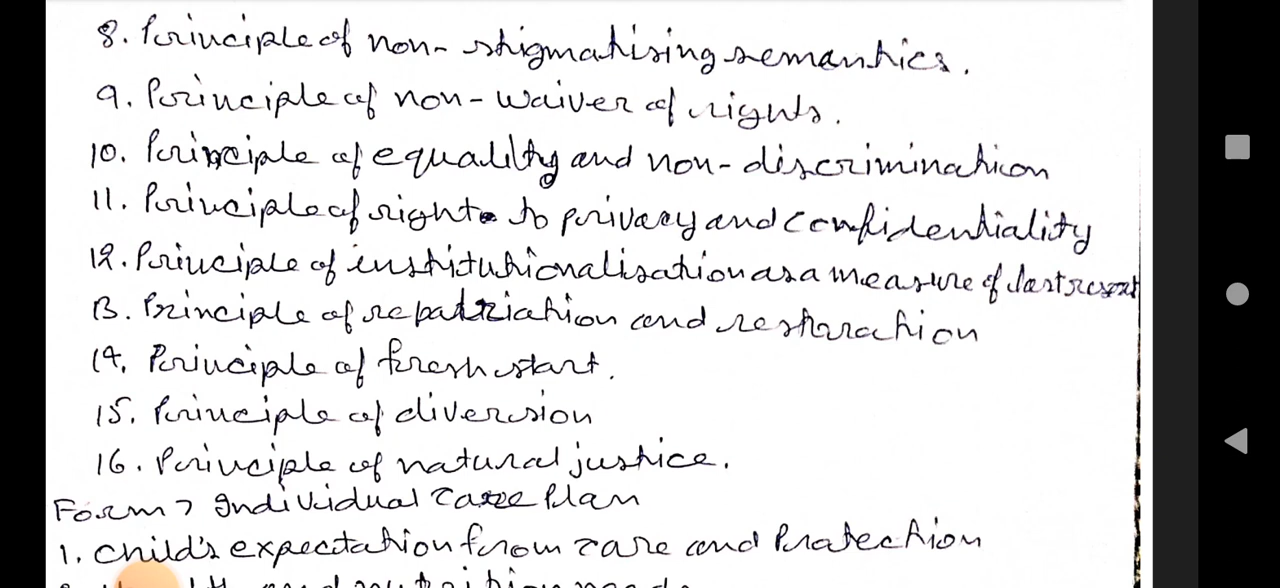 8. Principle of non-stigmatising semantics.
9. Principle of non-waiver of rights.
10. Principle of equality and non-discrimination
11. Principle of right to privacy and confidentiality
12. Principle of institutionalisation as a measure of last resort
13. Principle of repatriation and restoration
14. Principle of fresh start.
15. Principle of diversion
16. Principle of natural justice.
Form 7 Individual Care Plan
1. Child's expectation from care and Protection